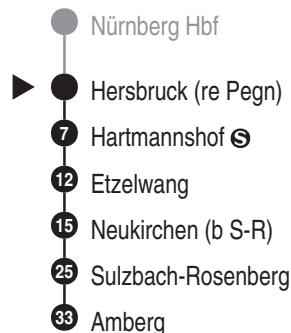 Nürnberg Hbf
Hersbruck (re Pegn)
7 Hartmannshof S
12 Etzelwang
15 Neukirchen (b S-R)
25 Sulzbach-Rosenberg
33 Amberg